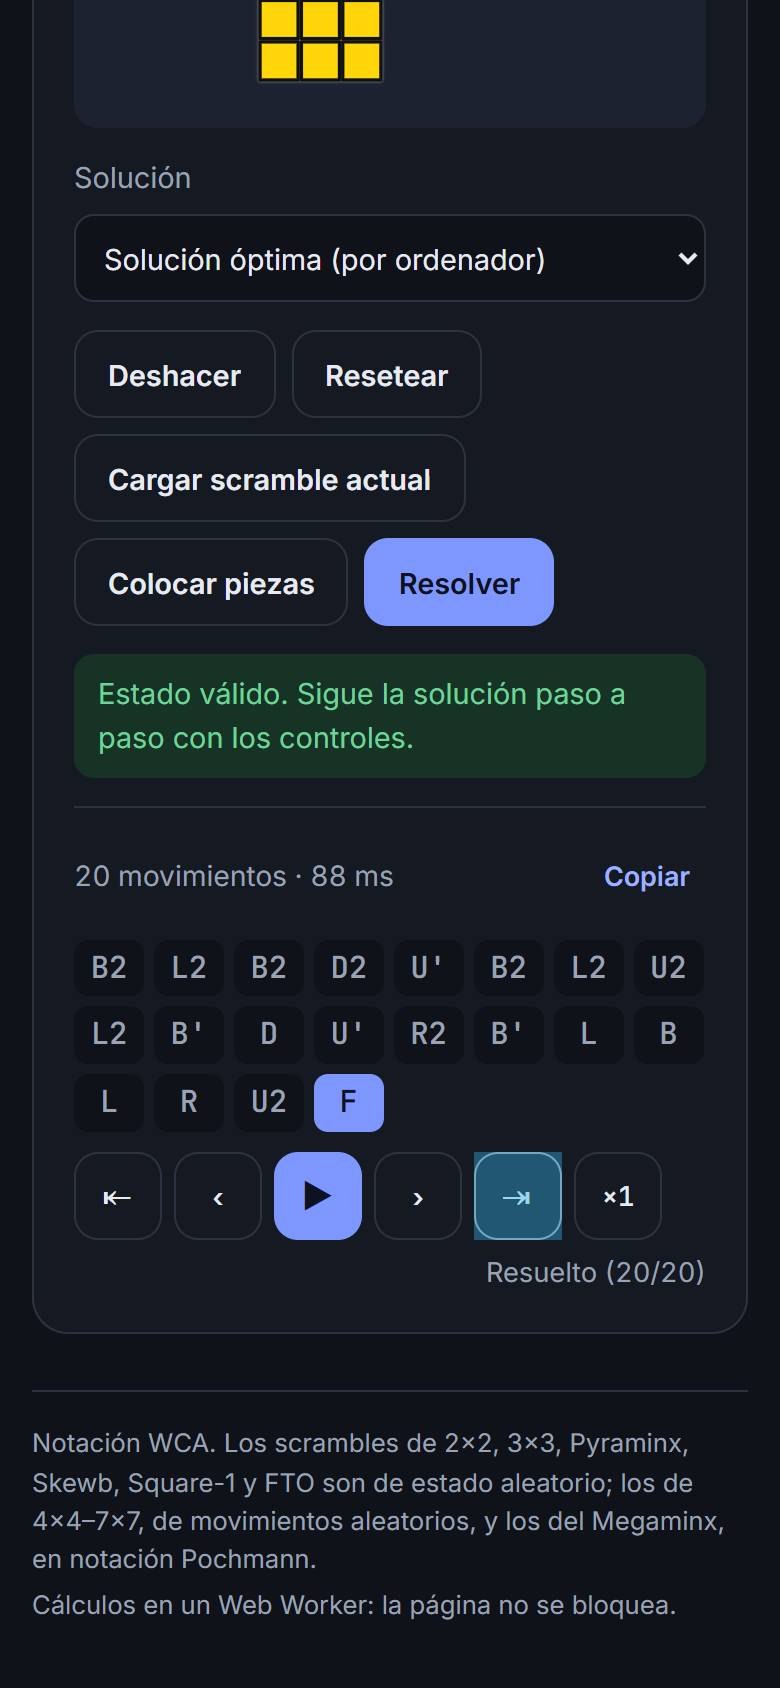 Solución
Solución óptima (por ordenador)
Deshacer Resetear
Cargar scramble actual
Colocar piezas Resolver
Estado válido. Sigue la solución paso a
paso con los controles.
20 movimientos · 88 ms Copiar
B2 L2 B2 D2 U' B2 L2 U2
L2 B' D U' R2 B' L B
L R U2 F
×1
Resuelto (20/20)
Notación WCA. Los scrambles de 2×2, 3×3, Pyraminx,
Skewb, Square-1 y FTO son de estado aleatorio; los de
4×4–7×7, de movimientos aleatorios, y los del Megaminx,
en notación Pochmann.
Cálculos en un Web Worker: la página no se bloquea.